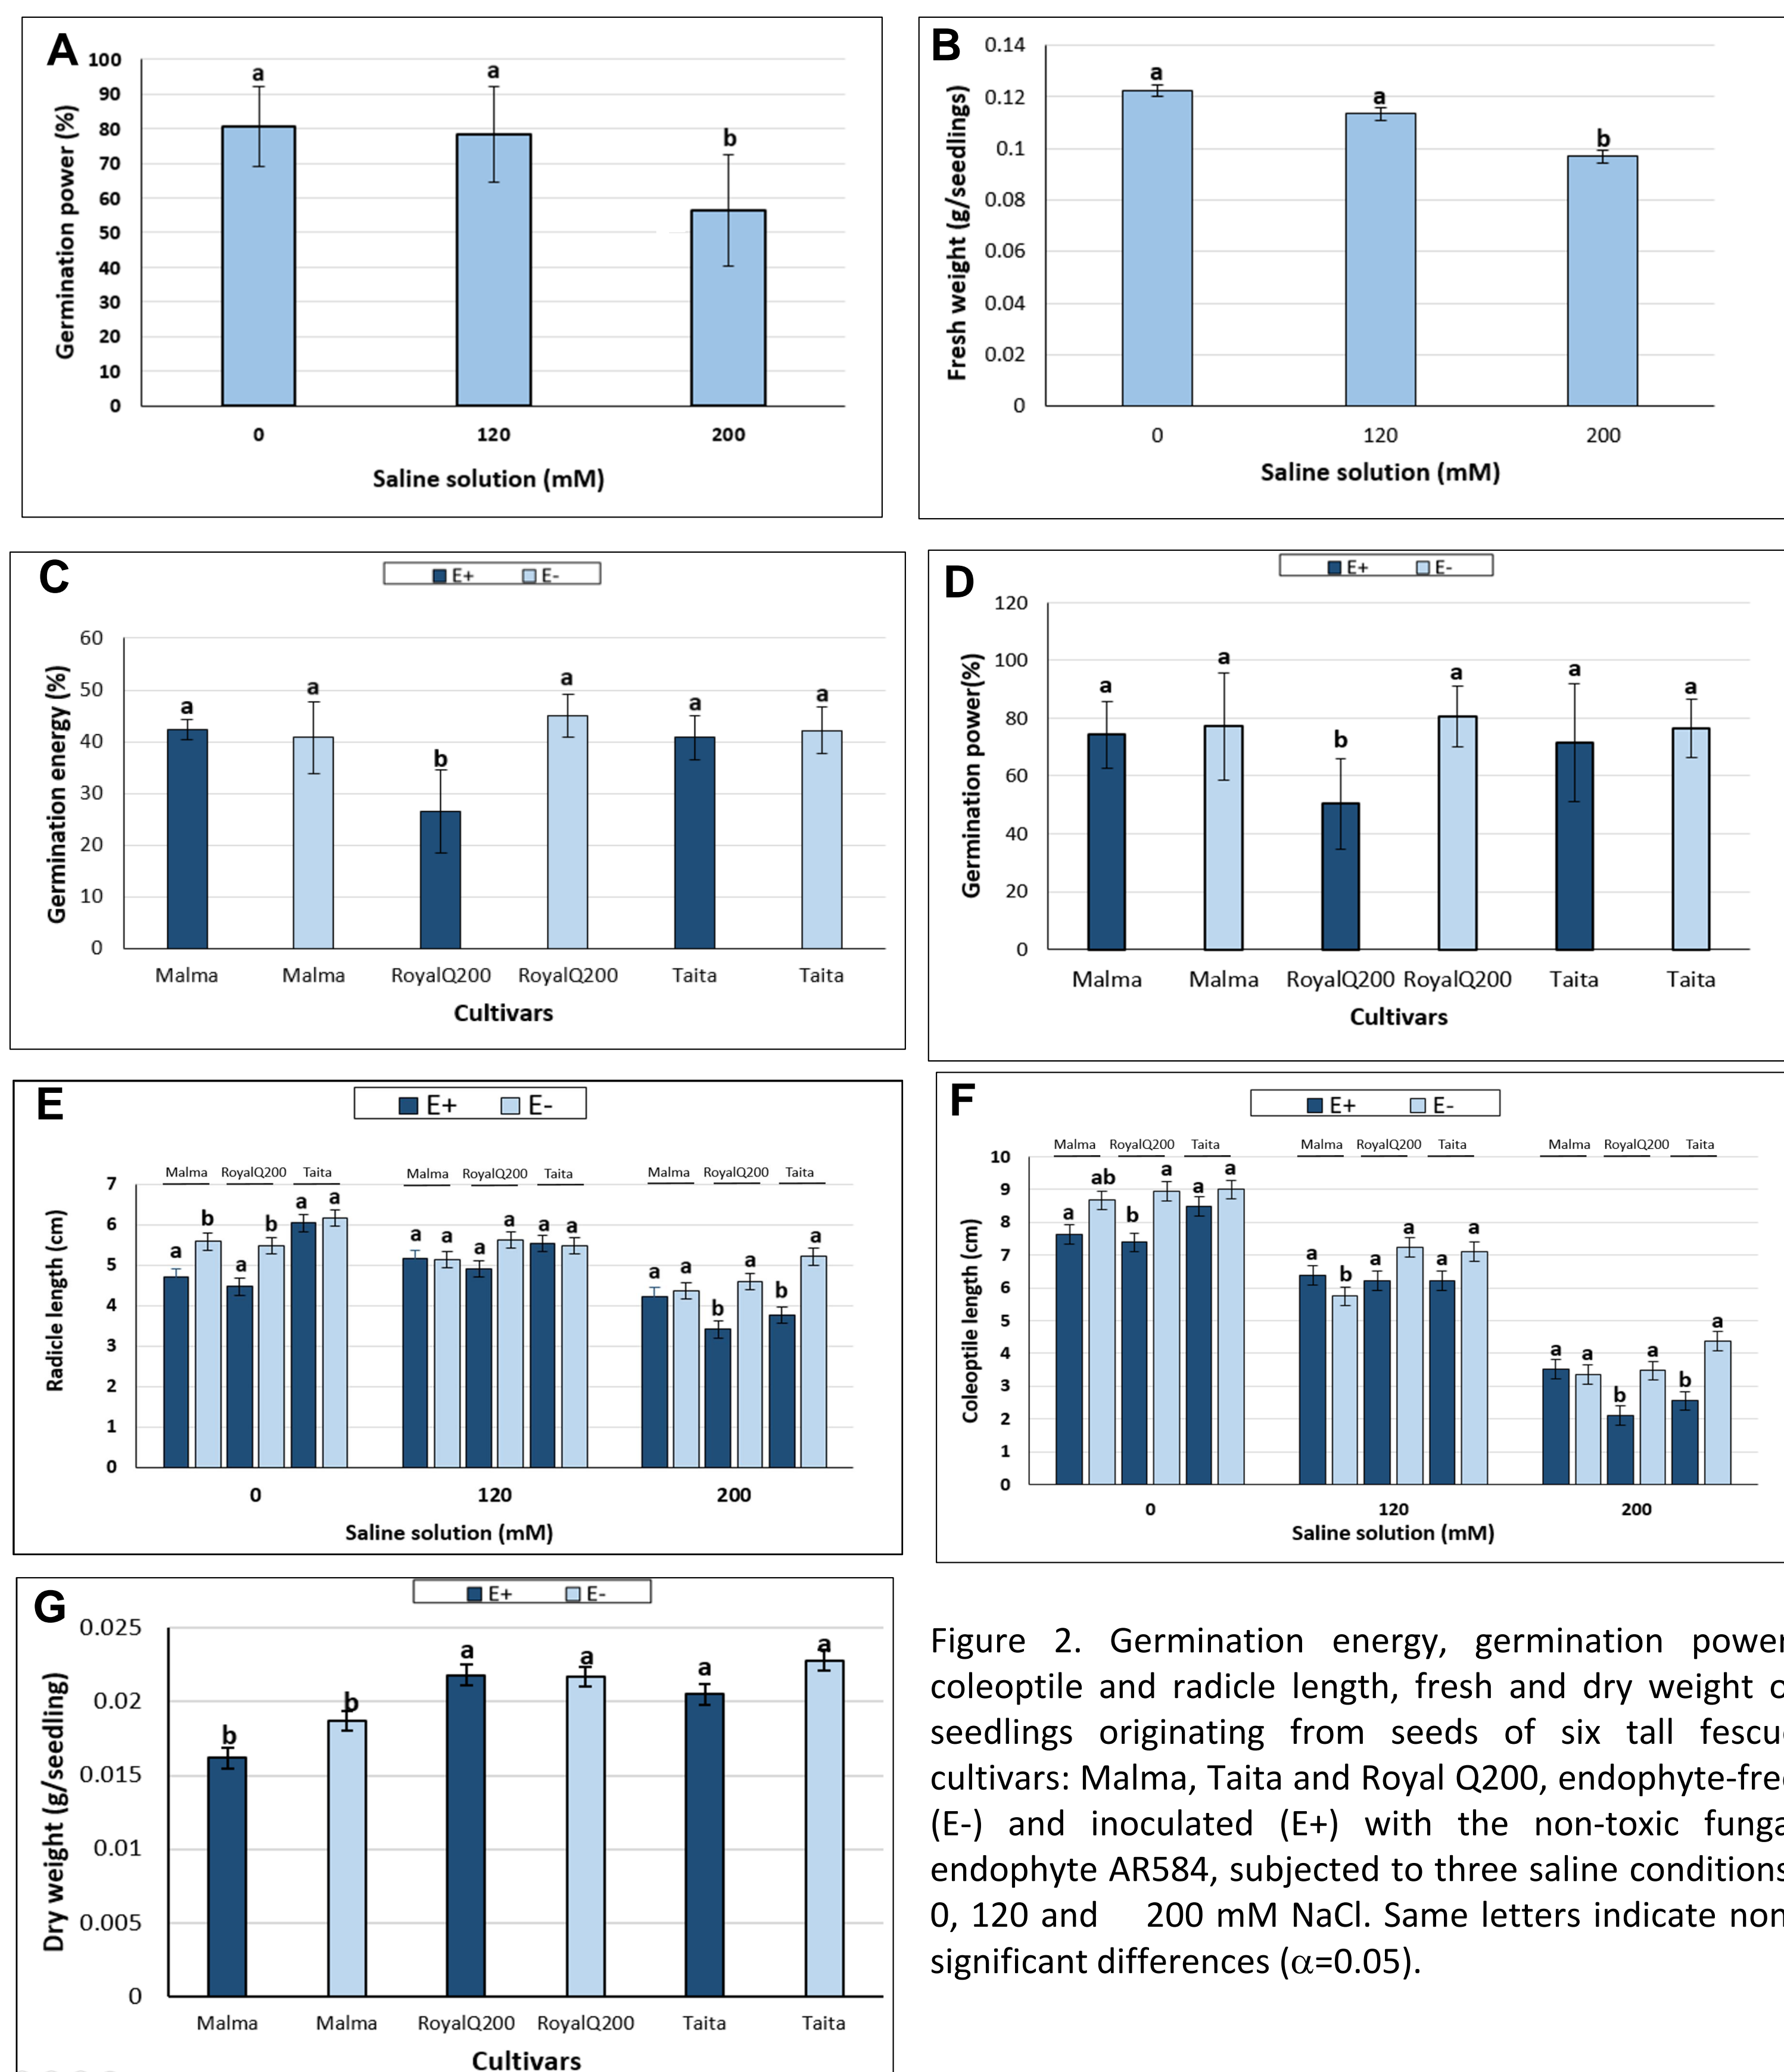 A
100
90
80
70
60
50
40
30
20
10
0
Germination power (%)
a
a
b
0 120 200
Saline solution (mM)
B
0.14
0.12
0.1
0.08
0.06
0.04
0.02
0
Fresh weight (g/seedlings)
a
a
b
0 120 200
Saline solution (mM)
C
E+ E-
60
50
40
30
20
10
0
Germination energy (%)
a a b a a a
Malma Malma RoyalQ200 RoyalQ200 Taita Taita
Cultivars
D
E+ E-
120
100
80
60
40
20
0
Germination power(%)
a a b a a a
Malma Malma RoyalQ200 RoyalQ200 Taita Taita
Cultivars
E
E+ E-
Malma RoyalQ200 Taita Malma RoyalQ200 Taita Malma RoyalQ200 Taita
7
6
5
4
3
2
1
0
Radicle length (cm)
a b a b a a a a a a a a a a b a b a
0 120 200
Saline solution (mM)
F
E+ E-
Malma RoyalQ200 Taita Malma RoyalQ200 Taita Malma RoyalQ200 Taita
10
9
8
7
6
5
4
3
2
1
0
Coleoptile length (cm)
a ab b a a a a b a a a a a a b a b a
0 120 200
Saline solution (mM)
G
E+ E-
0.025
0.02
0.015
0.01
0.005
0
Dry weight (g/seedling)
b b a a a a
Malma Malma RoyalQ200 RoyalQ200 Taita Taita
Cultivars
Figure 2. Germination energy, germination power
coleoptile and radicle length, fresh and dry weight o
seedlings originating from seeds of six tall fescu
cultivars: Malma, Taita and Royal Q200, endophyte-fre
(E-) and inoculated (E+) with the non-toxic funga
endophyte AR584, subjected to three saline conditions
0, 120 and 200 mM NaCl. Same letters indicate non
significant differences (α=0.05).